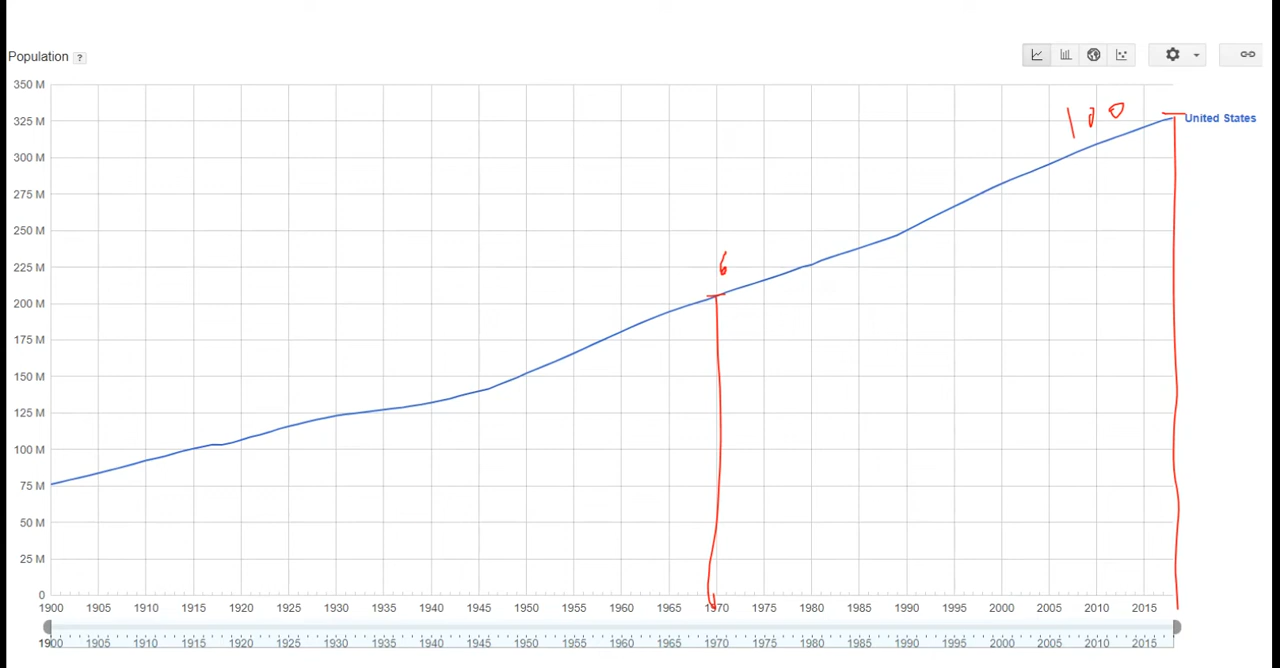 Population ?
350 M
100
325 M
United States
300 M
275 M
250 M
6
225 M
200 M
175 M
150 M
125 M
100 M
75 M
50 M
25 M
0
1900 1905 1910 1915 1920 1925 1930 1935 1940 1945 1950 1955 1960 1965 1970 1975 1980 1985 1990 1995 2000 2005 2010 2015
1900 1905 1910 1915 1920 1925 1930 1935 1940 1945 1950 1955 1960 1965 1970 1975 1980 1985 1990 1995 2000 2005 2010 2015